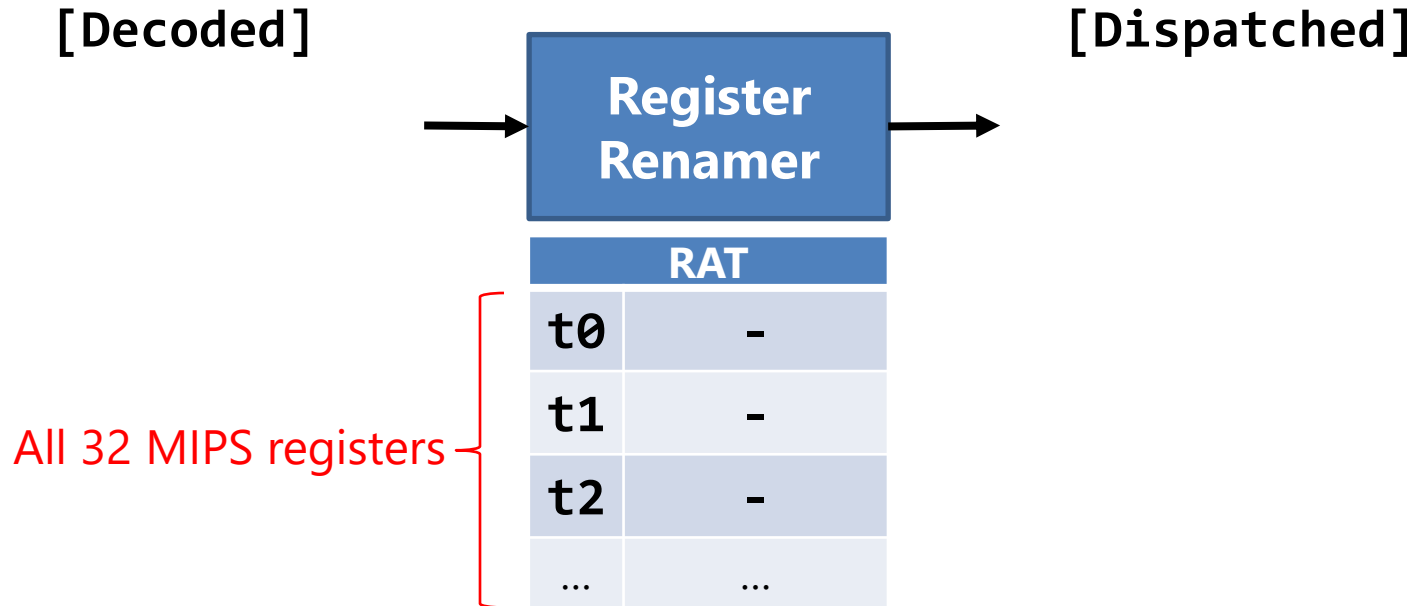 [Decoded]
[Dispatched]
Register
Renamer
RAT
t0 -
t1 -
All 32 MIPS registers
t2 -
... ...